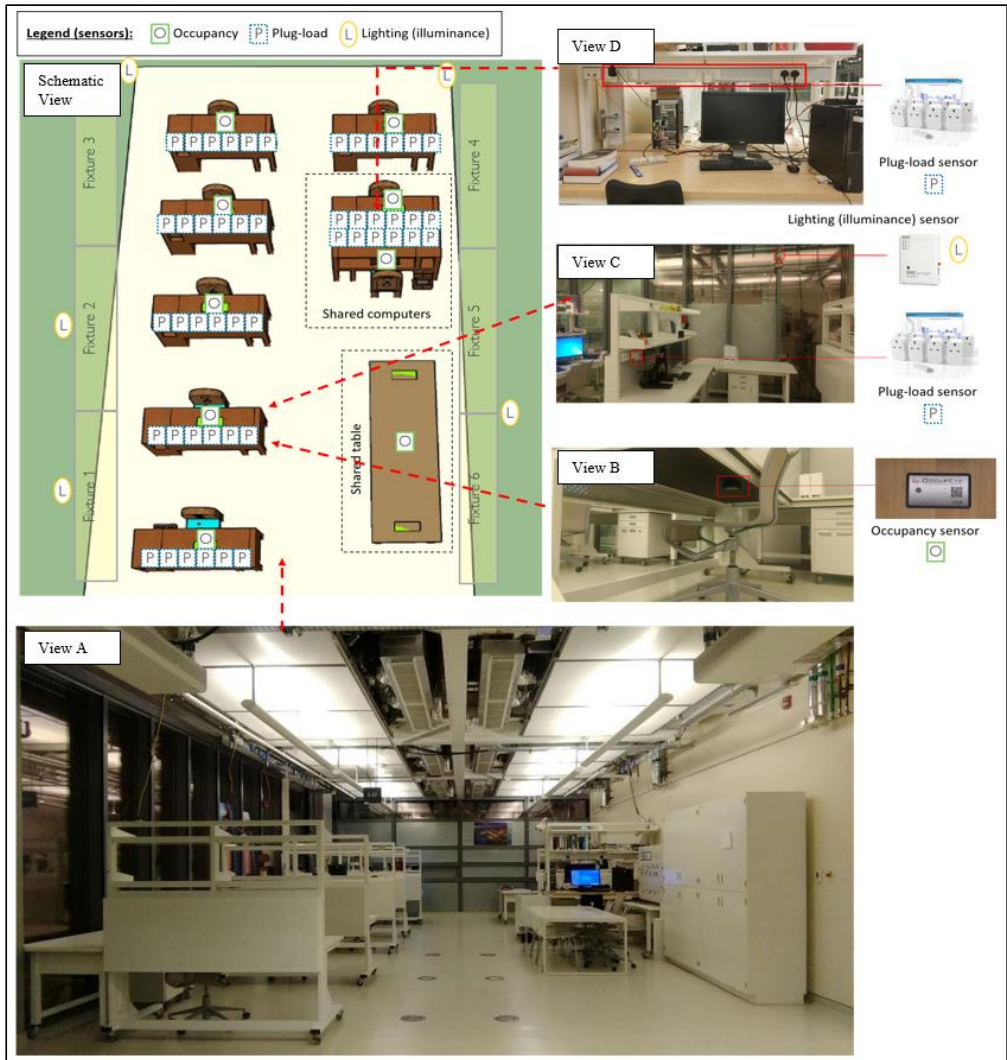 Legend (sensors): O Occupancy P Plug-load L Lighting (illuminance)
Schematic View
L L
Fixture 3
O
P P P P P P
O
P P P P P P
Fixture 4
O
P P P P P P
O
P P P P P P
P P P P P P
O
Shared computers
L
Fixture 2
O
P P P P P P
Fixture 5
L
O
P P P P P P
Shared table
O
Fixture 6
L
Fixture 1
O
P P P P P P
View D
Plug-load sensor
P
Lighting (illuminance) sensor
L
View C
Plug-load sensor
P
View B
Occupancy sensor
O
View A